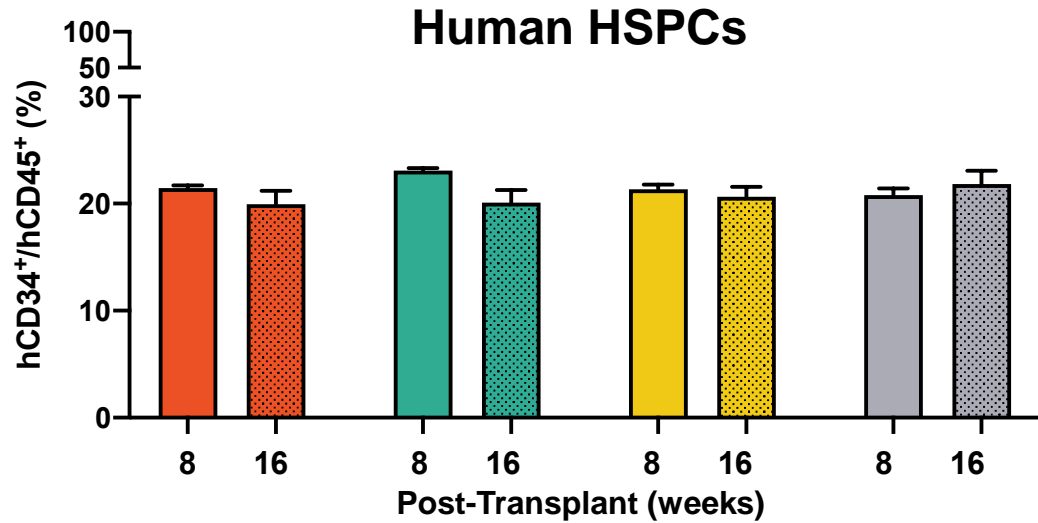 Human HSPCs
hCD34⁺/hCD45⁺ (%)
100
50
30
20
10
0
8 16 8 16 8 16 8 16
Post-Transplant (weeks)